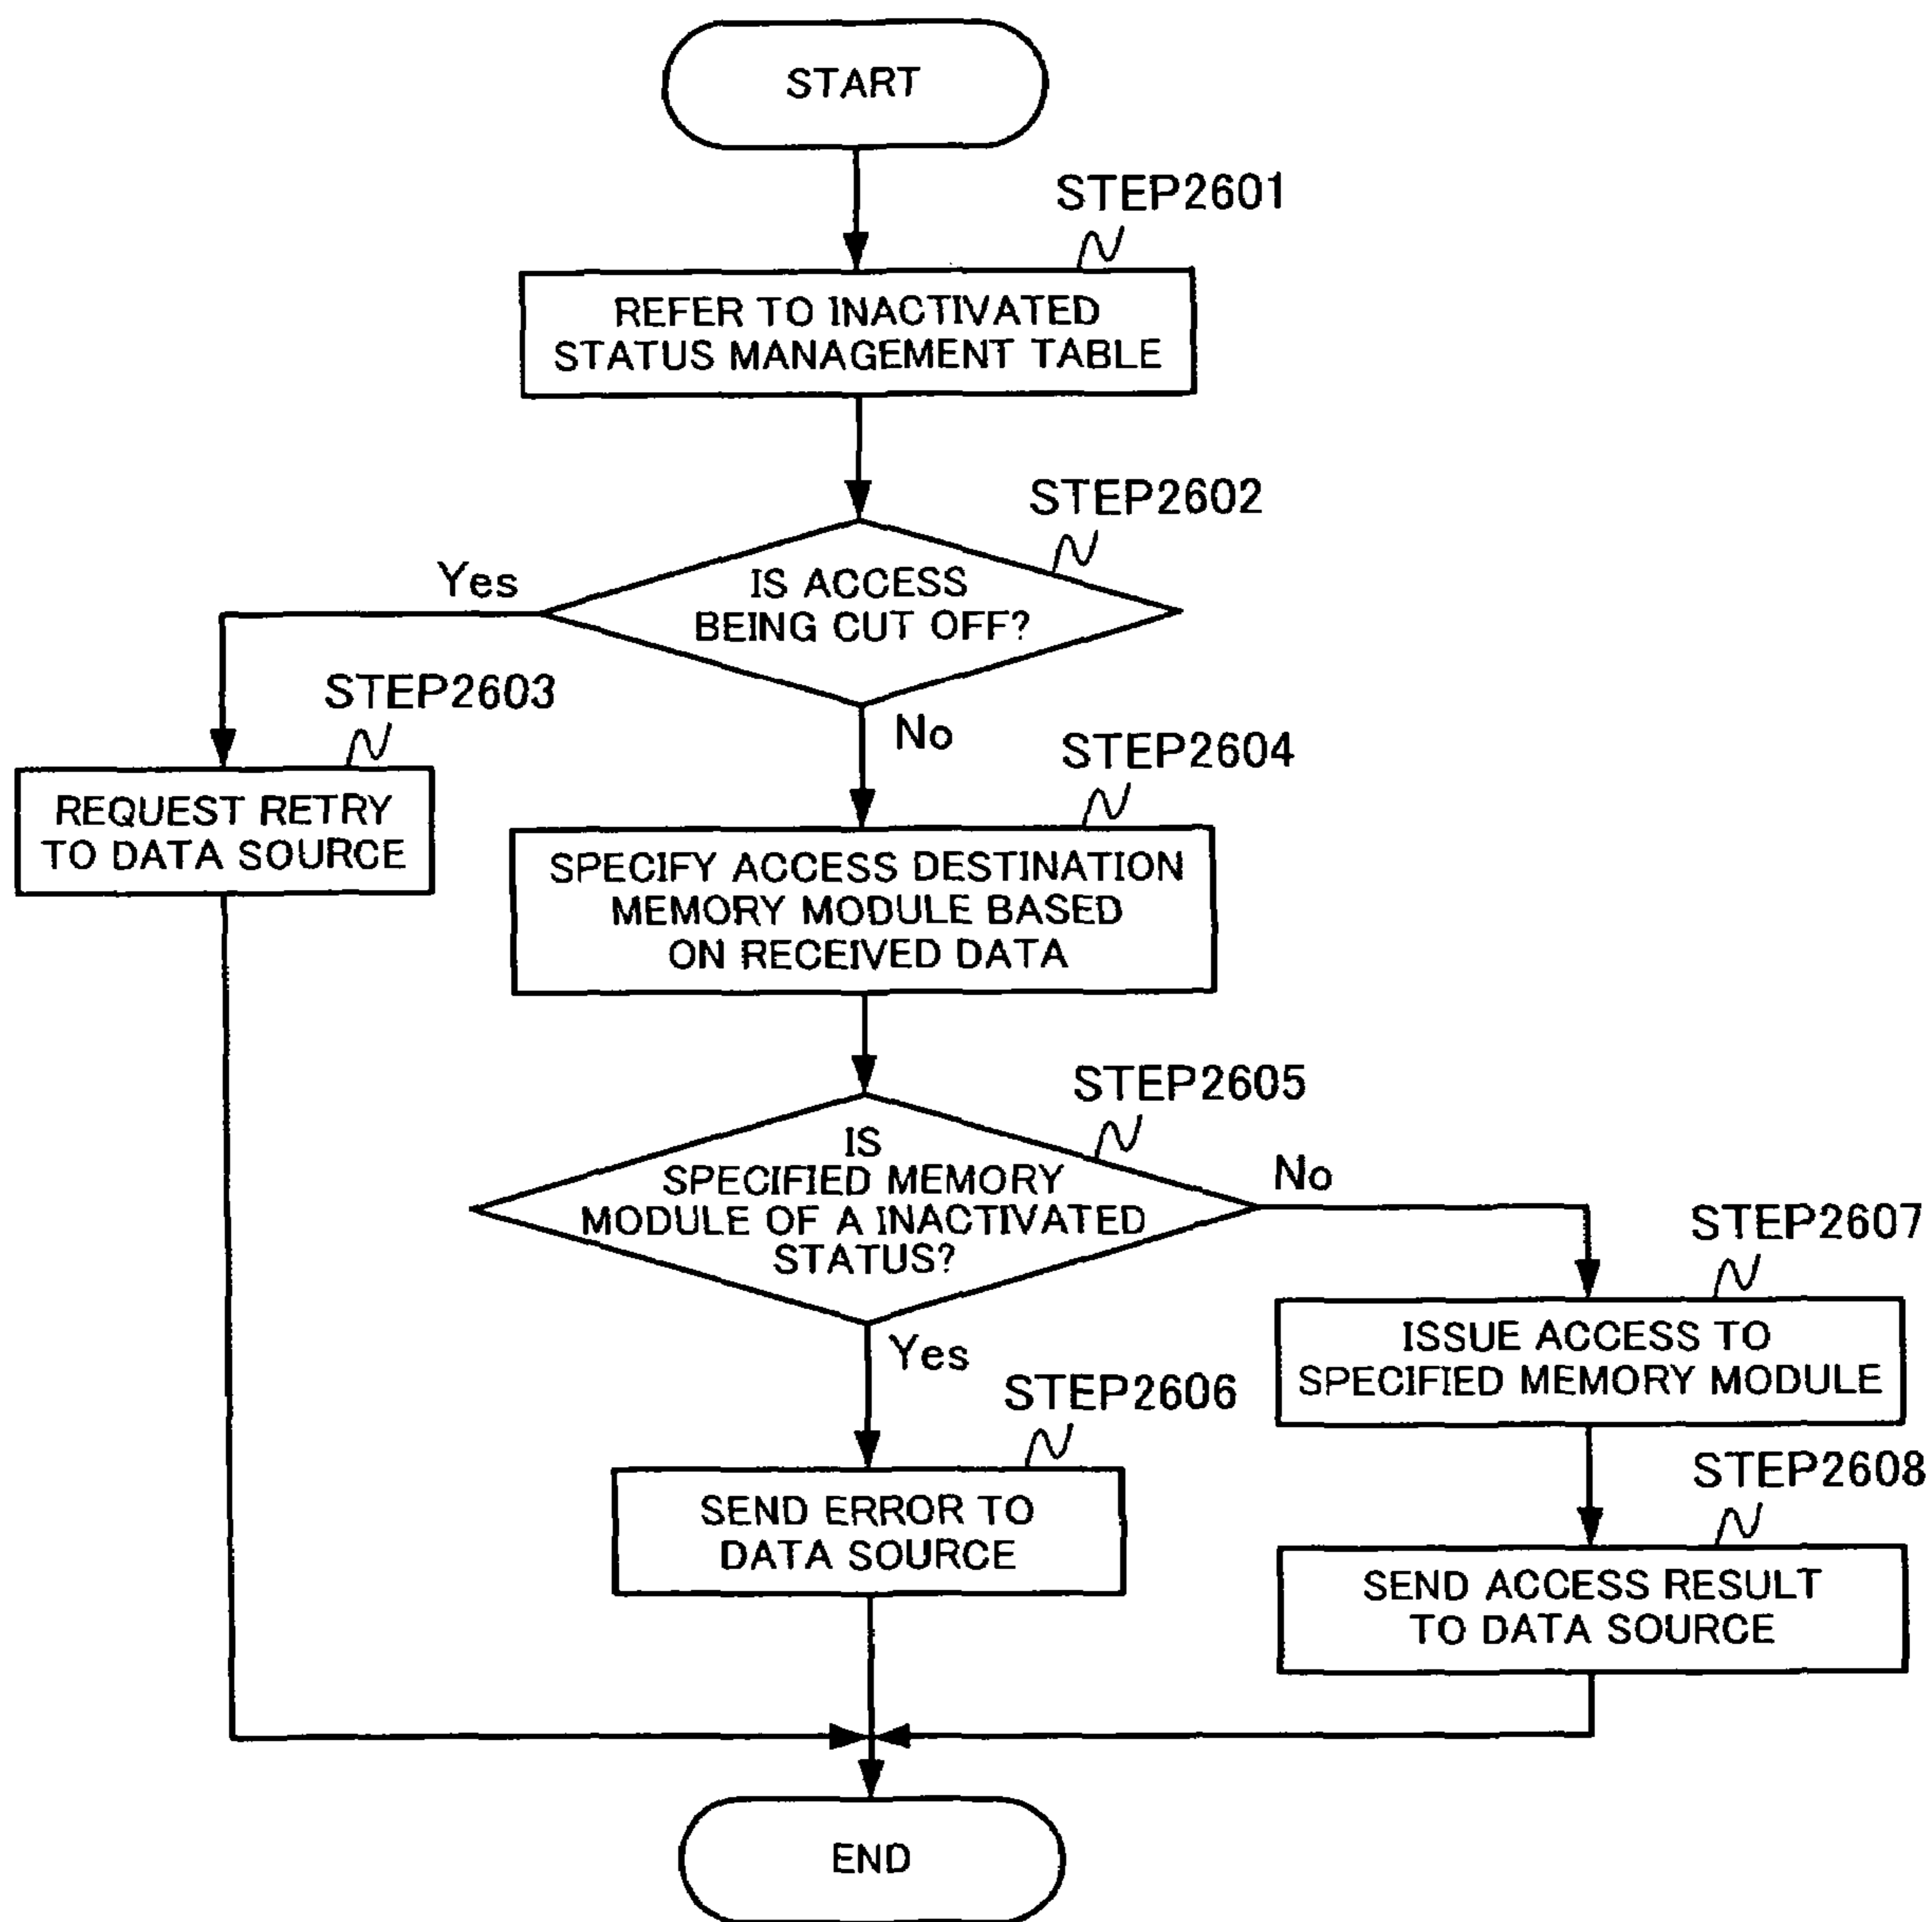 START
STEP2601
REFER TO INACTIVATED
STATUS MANAGEMENT TABLE
STEP2602
IS ACCESS
BEING CUT OFF?
Yes
No
STEP2603
REQUEST RETRY
TO DATA SOURCE
STEP2604
SPECIFY ACCESS DESTINATION
MEMORY MODULE BASED
ON RECEIVED DATA
STEP2605
IS
SPECIFIED MEMORY
MODULE OF A INACTIVATED
STATUS?
No
Yes
STEP2607
ISSUE ACCESS TO
SPECIFIED MEMORY MODULE
STEP2606
SEND ERROR TO
DATA SOURCE
STEP2608
SEND ACCESS RESULT
TO DATA SOURCE
END